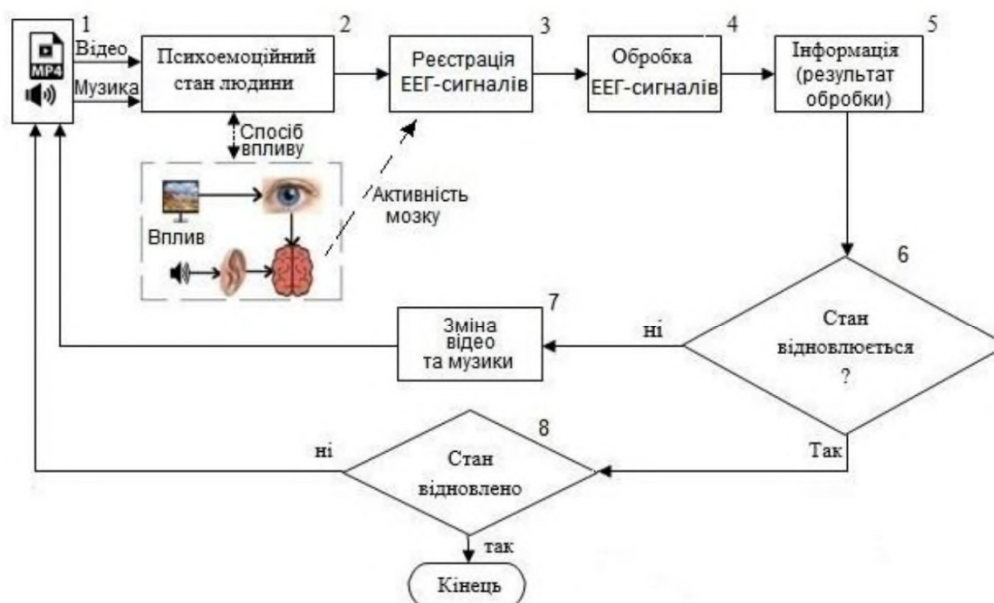 1
Відео
MP4
Музика
2
Психоемоційний
стан людини
3
Реєстрація
ЕЕГ-сигналів
4
Обробка
ЕЕГ-сигналів
5
Інформація
(результат
обробки)
Спосіб
впливу
Вплив
Активність
мозку
6
Стан
відновлюється
?
ні
Так
7
Зміна
відео
та музики
8
Стан
відновлено
ні
так
Кінець